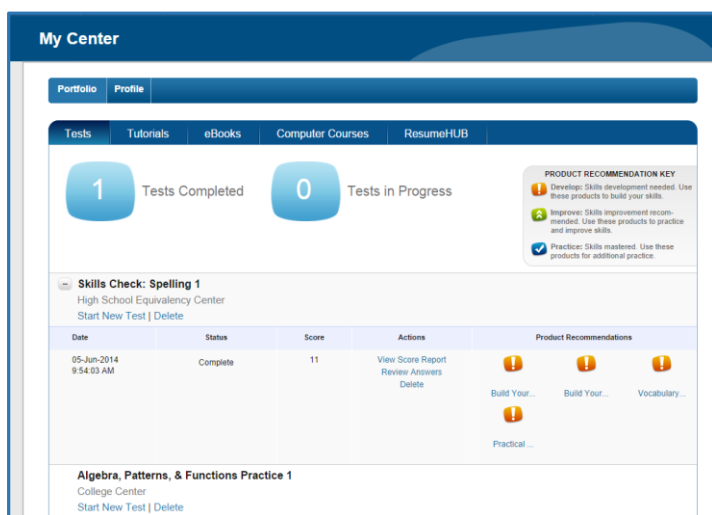 My Center
Portfolio Profile
Tests Tutorials eBooks Computer Courses ResumeHUB
1 Tests Completed 0 Tests in Progress
PRODUCT RECOMMENDATION KEY
Develop: Skills development needed. Use
these products to build your skills.
Improve: Skills improvement recom-
mended. Use these products to practice
and improve skills.
Practice: Skills mastered. Use these
products for additional practice.
Skills Check: Spelling 1
High School Equivalency Center
Start New Test | Delete
Date Status Score Actions Product Recommendations
05-Jun-2014
9:54:03 AM
Complete
11
View Score Report
Review Answers
Delete
Build Your... Build Your... Vocabulary...
Practical ...
Algebra, Patterns, & Functions Practice 1
College Center
Start New Test | Delete